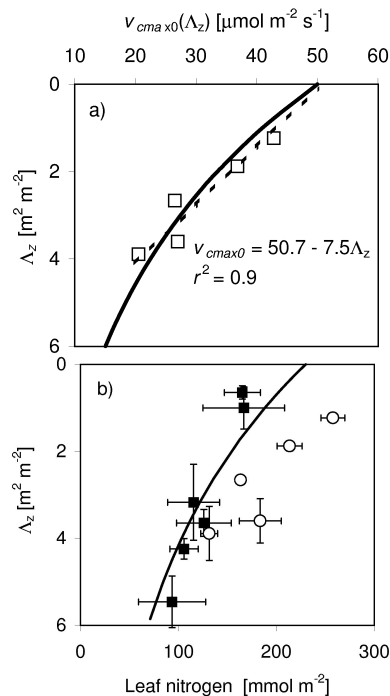 v cmax0(Λz) [μmol m-2 s-1]
10 20 30 40 50 60
a)
0
2
4
6
Λz [m2 m-2]
vcmax0 = 50.7 - 7.5Λz
r2 = 0.9
b)
0
2
4
6
Λz [m2 m-2]
0 100 200 300
Leaf nitrogen [mmol m-2]